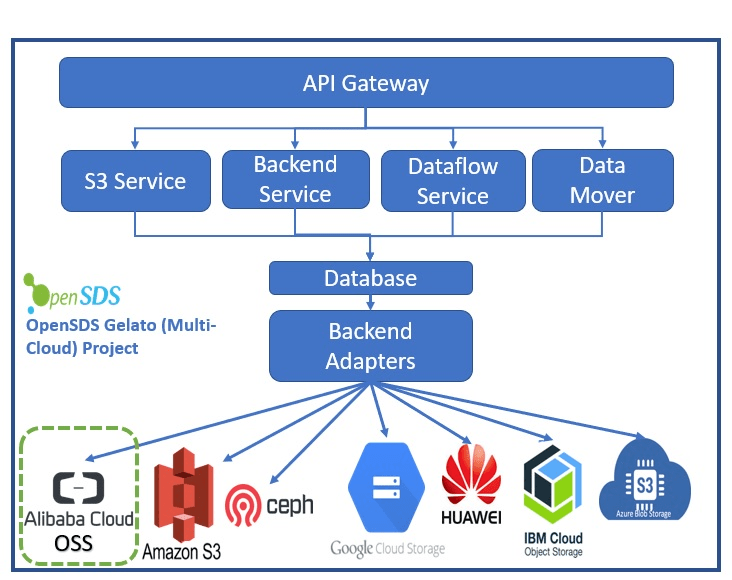 API Gateway
S3 Service
Backend
Service
Dataflow
Service
Data
Mover
Database
OpenSDS
OpenSDS Gelato (Multi-
Cloud) Project
Backend
Adapters
Alibaba Cloud
OSS
Amazon S3
ceph
Google Cloud Storage
HUAWEI
IBM Cloud
Object Storage
S3
Azure Blob Storage